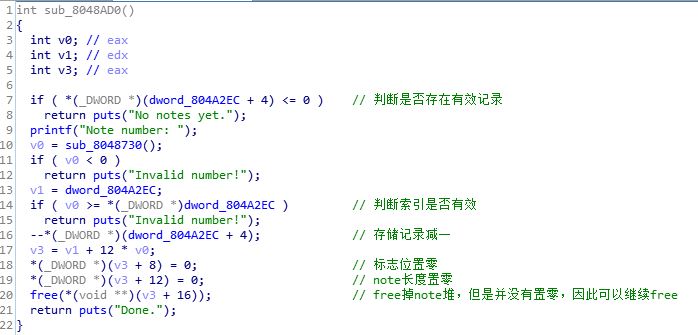 1 int sub_8048AD0()
2 {
3 int v0; // eax
4 int v1; // edx
5 int v3; // eax
6
7 if ( *(_DWORD *)(dword_804A2EC + 4) <= 0 ) // 判断是否存在有效记录
8 return puts("No notes yet.");
9 printf("Note number: ");
10 v0 = sub_8048730();
11 if ( v0 < 0 )
12 return puts("Invalid number!");
13 v1 = dword_804A2EC;
14 if ( v0 >= *(_DWORD *)dword_804A2EC ) // 判断索引是否有效
15 return puts("Invalid number!");
16 --*(_DWORD *)(dword_804A2EC + 4); // 存储记录减一
17 v3 = v1 + 12 * v0;
18 *(_DWORD *)(v3 + 8) = 0; // 标志位置零
19 *(_DWORD *)(v3 + 12) = 0; // note长度置零
20 free(*(void **)(v3 + 16)); // free掉note堆，但是并没有置零，因此可以继续free
21 return puts("Done.");
22 }